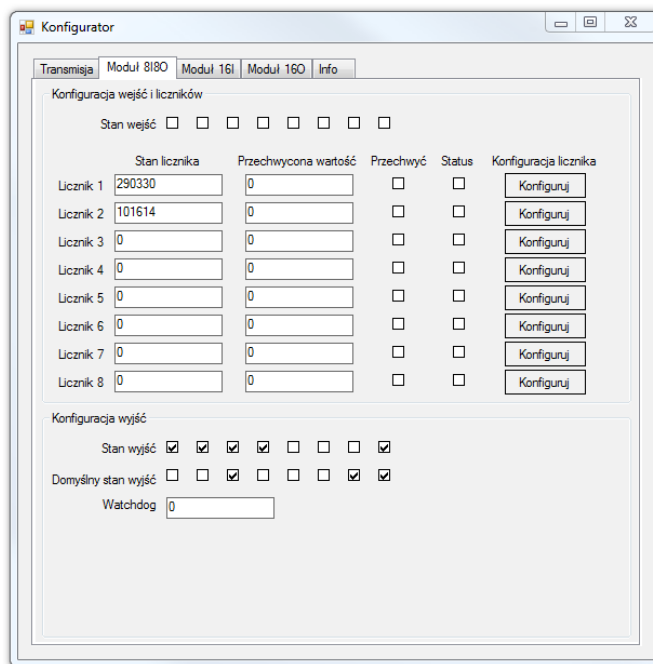 Konfigurator
Transmisja Moduł 8I8O Moduł 16I Moduł 16O Info
Konfiguracja wejść i liczników
Stan wejść
Stan licznika Przechwycona wartość Przechwyć Status Konfiguracja licznika
Licznik 1 290330 0 Konfiguruj
Licznik 2 101614 0 Konfiguruj
Licznik 3 0 0 Konfiguruj
Licznik 4 0 0 Konfiguruj
Licznik 5 0 0 Konfiguruj
Licznik 6 0 0 Konfiguruj
Licznik 7 0 0 Konfiguruj
Licznik 8 0 0 Konfiguruj
Konfiguracja wyjść
Stan wyjść
Domyślny stan wyjść
Watchdog 0